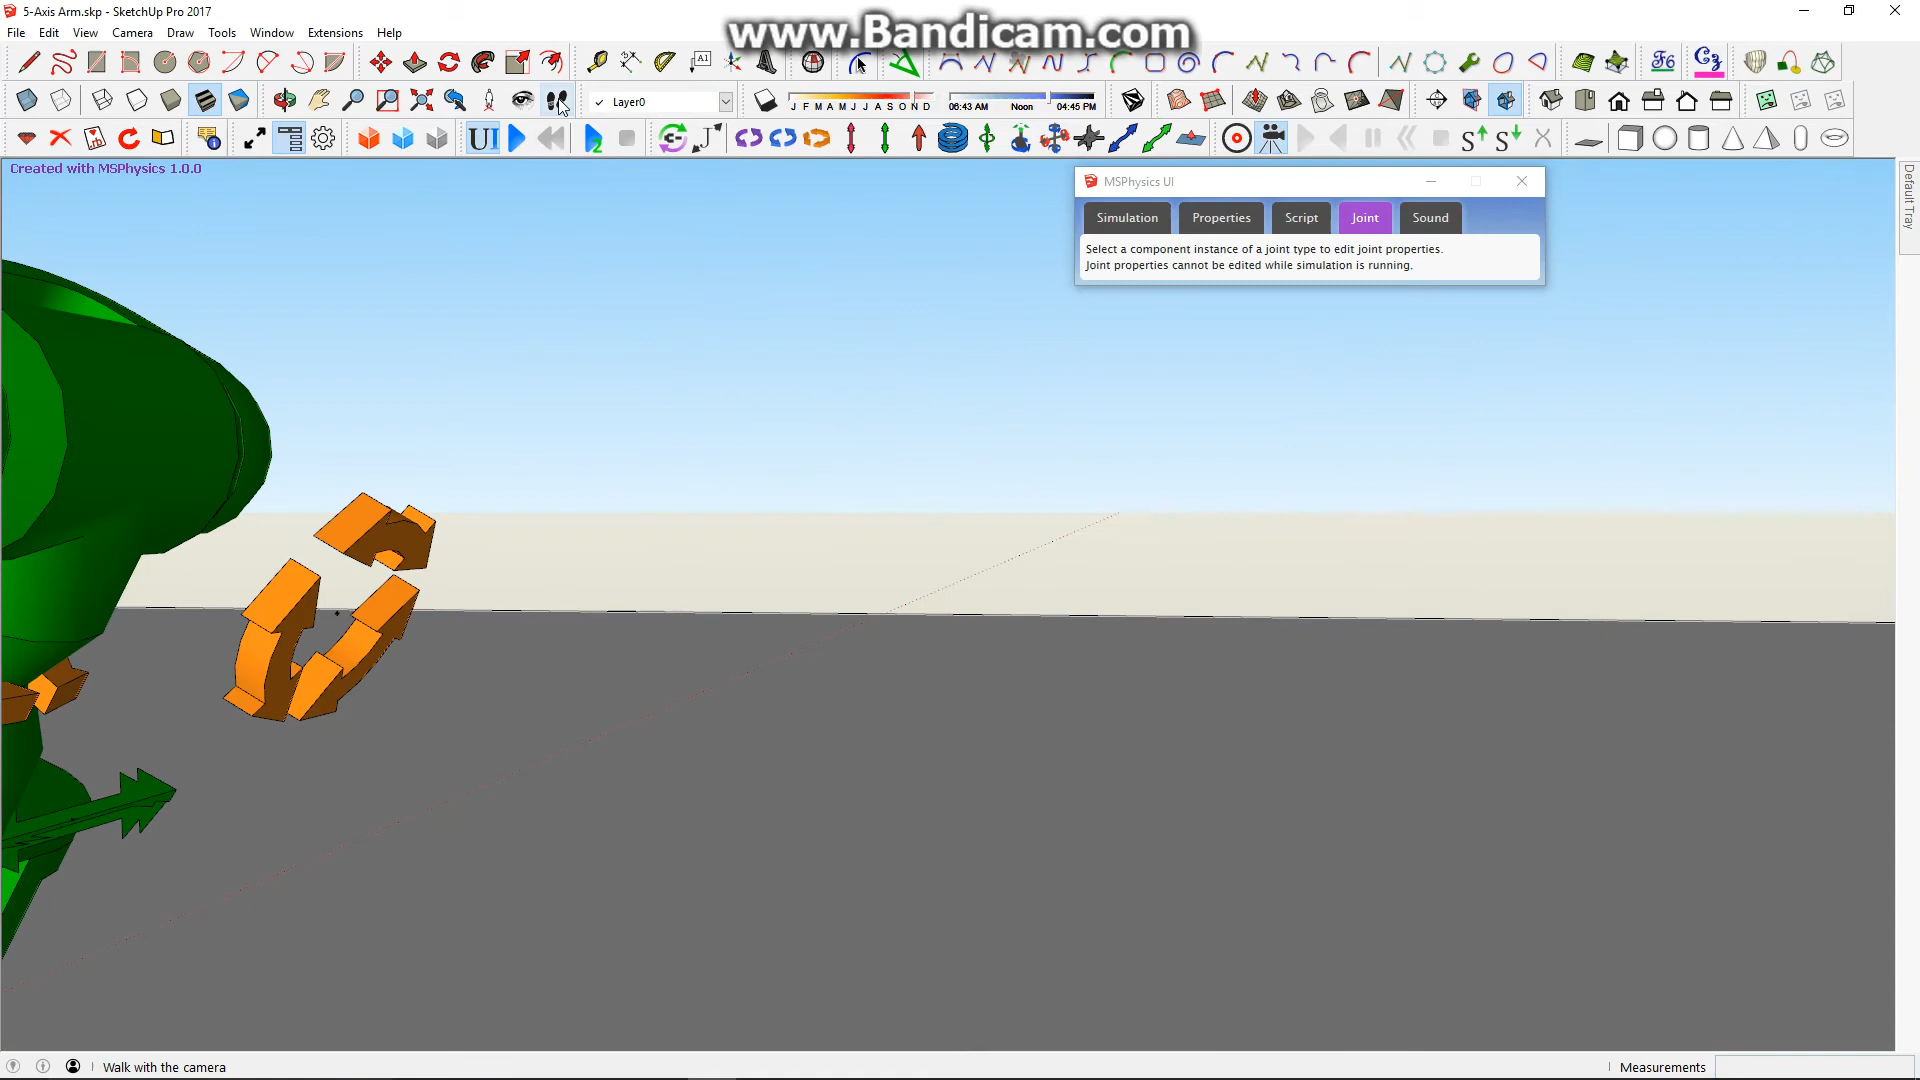 5-Axis Arm.skp - SketchUp Pro 2017
www.Bandicam.com
File Edit View Camera Draw Tools Window Extensions Help
A1
F6
Layer0
J F M A M J J A S O N D
06:43 AM Noon 04:45 PM
UI
2
Created with MSPhysics 1.0.0
MSPhysics UI
Simulation Properties Script Joint Sound
Select a component instance of a joint type to edit joint properties.
Joint properties cannot be edited while simulation is running.
Default Tray
Walk with the camera
Measurements